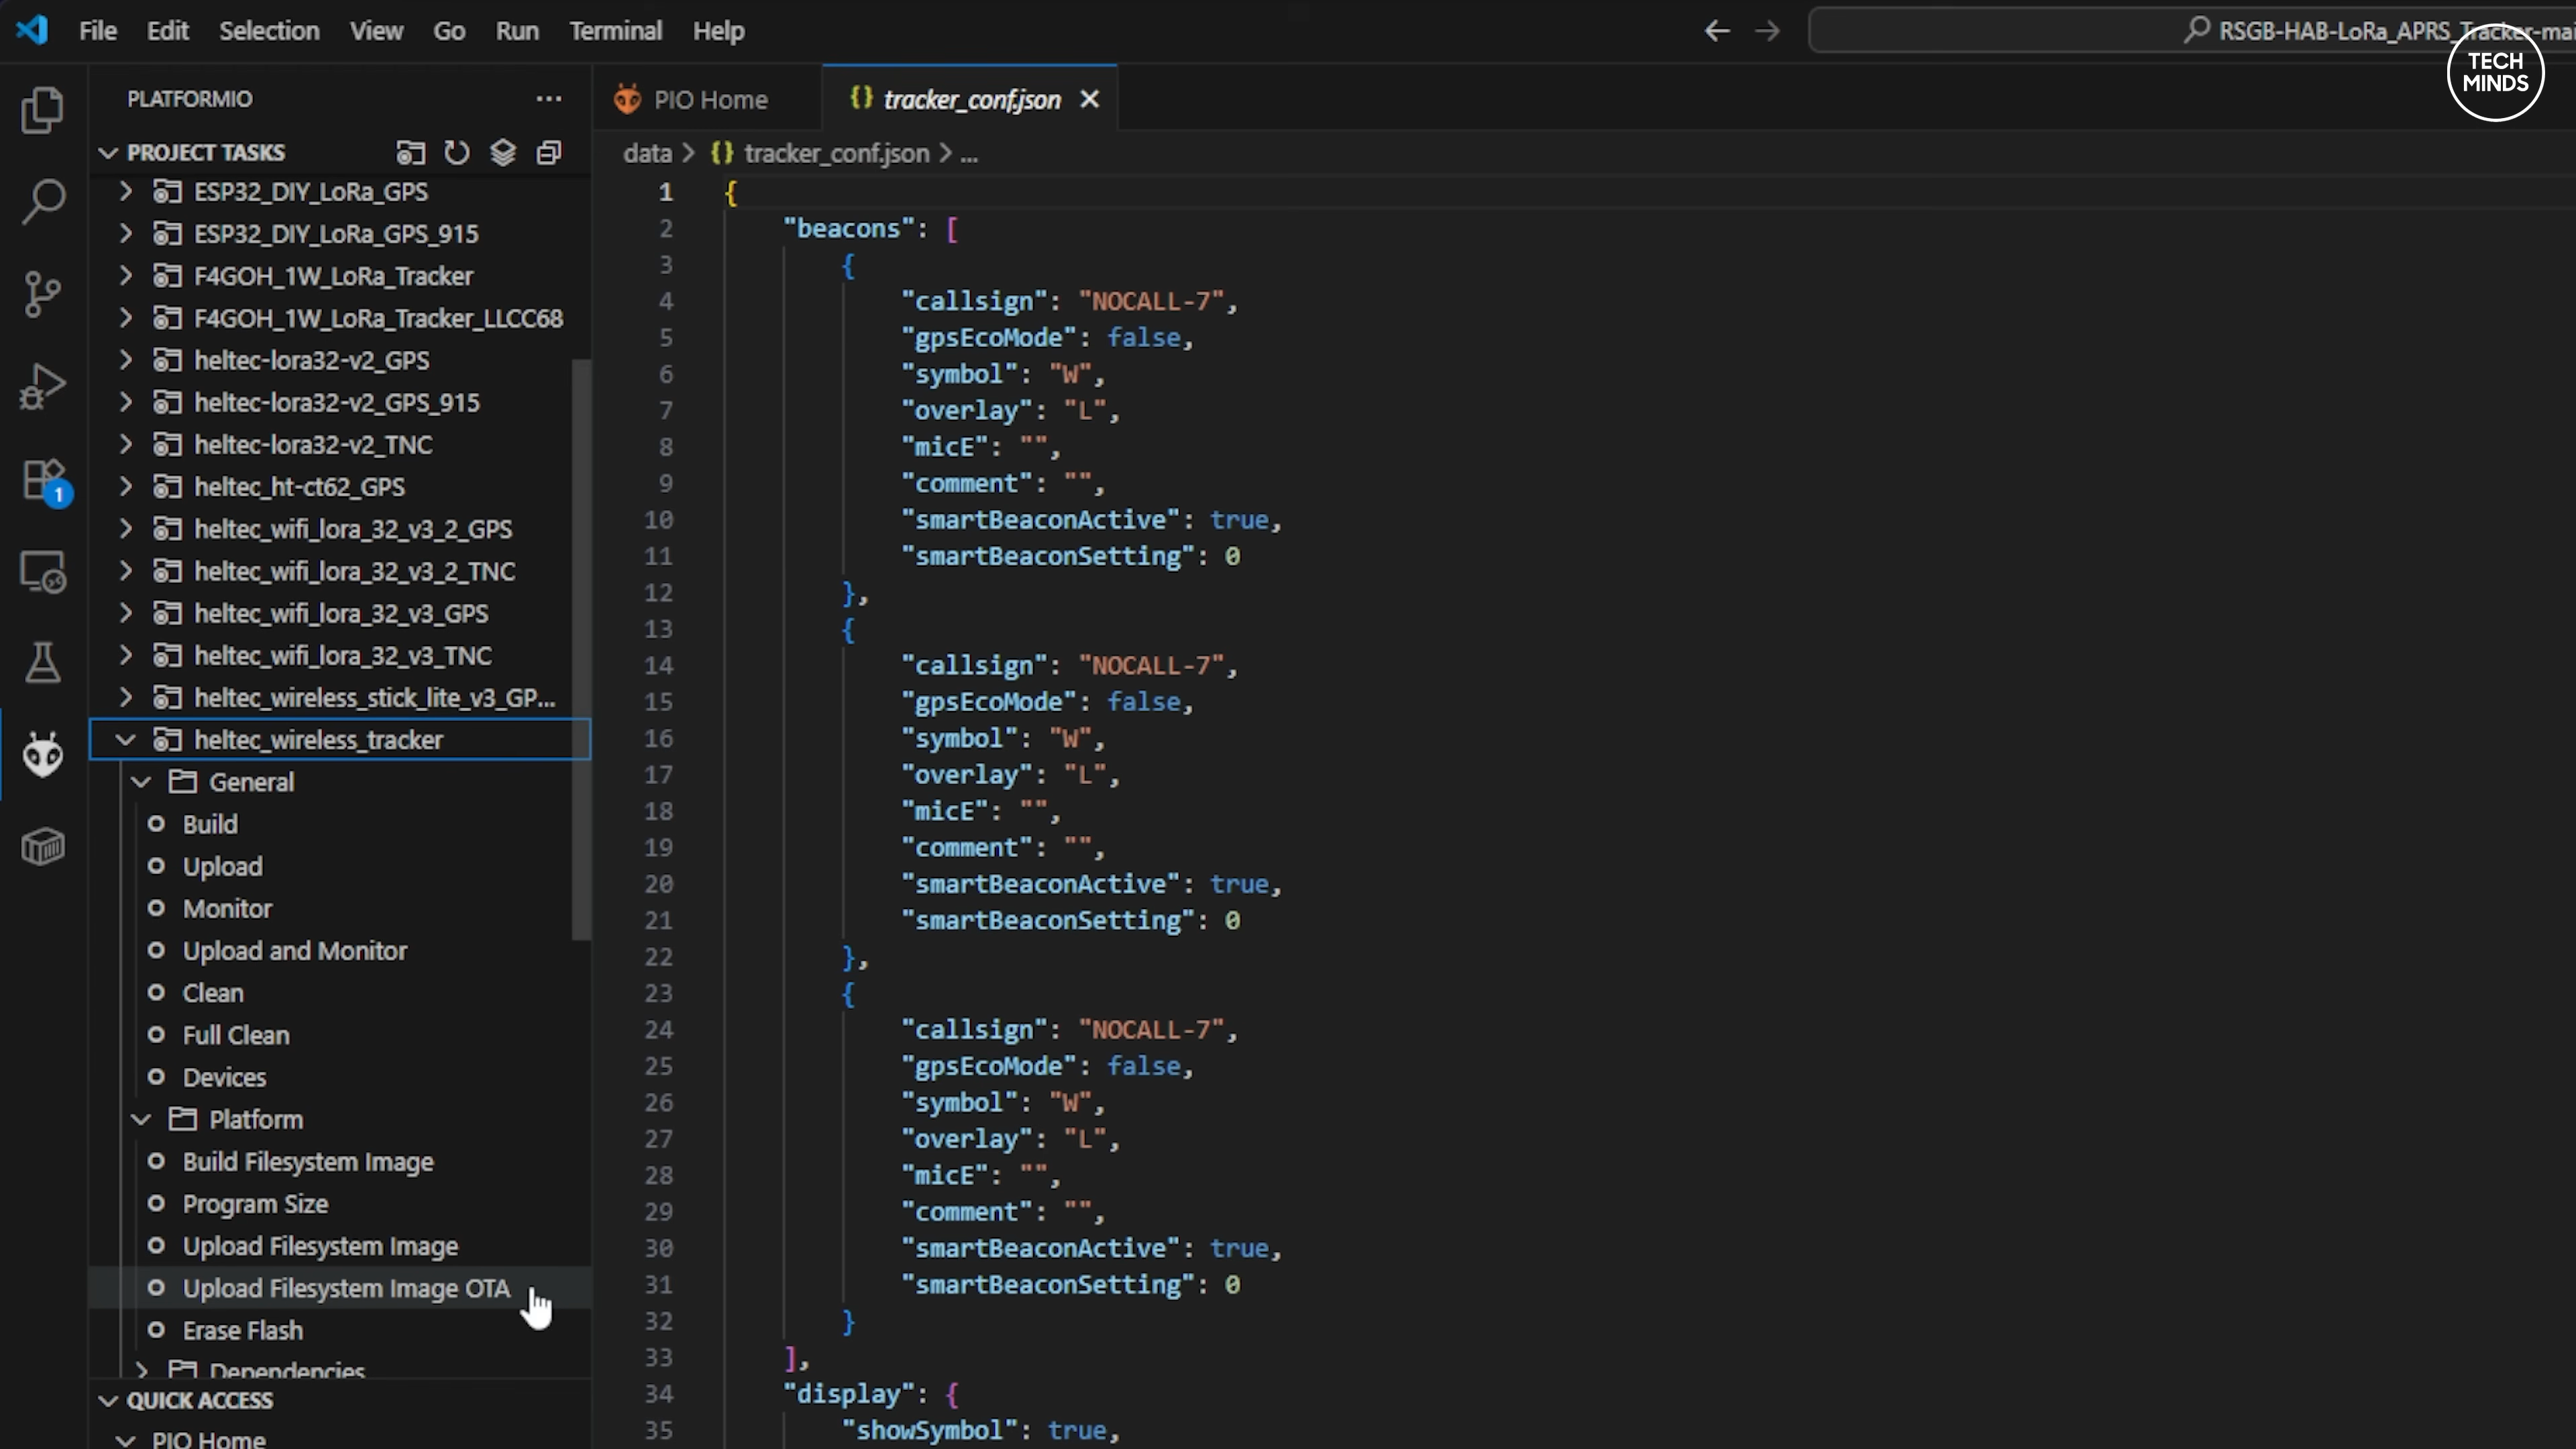 File Edit Selection View Go Run Terminal Help
RSGB-HAB-LoRa_APRS_Tracker-mai
TECH
MINDS
PLATFORMIO
PROJECT TASKS
ESP32_DIY_LoRa_GPS
ESP32_DIY_LoRa_GPS_915
F4GOH_1W_LoRa_Tracker
F4GOH_1W_LoRa_Tracker_LLCC68
heltec-lora32-v2_GPS
heltec-lora32-v2_GPS_915
heltec-lora32-v2_TNC
heltec_ht-ct62_GPS
heltec_wifi_lora_32_v3_2_GPS
heltec_wifi_lora_32_v3_2_TNC
heltec_wifi_lora_32_v3_GPS
heltec_wifi_lora_32_v3_TNC
heltec_wireless_stick_lite_v3_GP...
heltec_wireless_tracker
General
Build
Upload
Monitor
Upload and Monitor
Clean
Full Clean
Devices
Platform
Build Filesystem Image
Program Size
Upload Filesystem Image
Upload Filesystem Image OTA
Erase Flash
Dependencies
QUICK ACCESS
PIO Home
1
PIO Home
{} tracker_conf.json
data > {} tracker_conf.json > ...
1 {
2 "beacons": [
3 {
4 "callsign": "NOCALL-7",
5 "gpsEcoMode": false,
6 "symbol": "W",
7 "overlay": "L",
8 "micE": "",
9 "comment": "",
10 "smartBeaconActive": true,
11 "smartBeaconSetting": 0
12 },
13 {
14 "callsign": "NOCALL-7",
15 "gpsEcoMode": false,
16 "symbol": "W",
17 "overlay": "L",
18 "micE": "",
19 "comment": "",
20 "smartBeaconActive": true,
21 "smartBeaconSetting": 0
22 },
23 {
24 "callsign": "NOCALL-7",
25 "gpsEcoMode": false,
26 "symbol": "W",
27 "overlay": "L",
28 "micE": "",
29 "comment": "",
30 "smartBeaconActive": true,
31 "smartBeaconSetting": 0
32 }
33 ],
34 "display": {
35 "showSymbol": true,